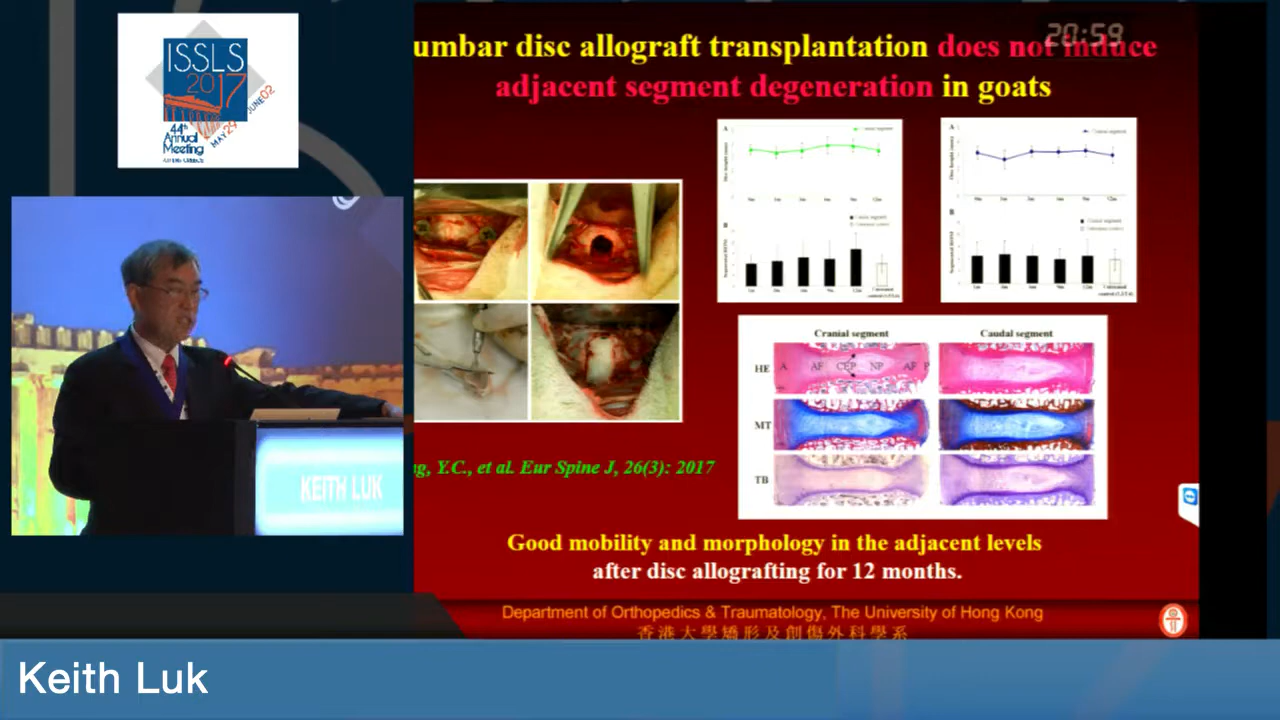 ISSLS
2017
44th
Annual
Meeting
JUNE 02
KEITH LUK
umbar disc allograft transplantation does not induce
adjacent segment degeneration in goats
20:59
A
B
A
B
Cranial segment Caudal segment
HE A AF CEP NP AF P
MT
TB
g, Y.C., et al. Eur Spine J, 26(3): 2017
Good mobility and morphology in the adjacent levels
after disc allografting for 12 months.
Department of Orthopedics & Traumatology, The University of Hong Kong
香港大學矯形及創傷外科學系
Keith Luk